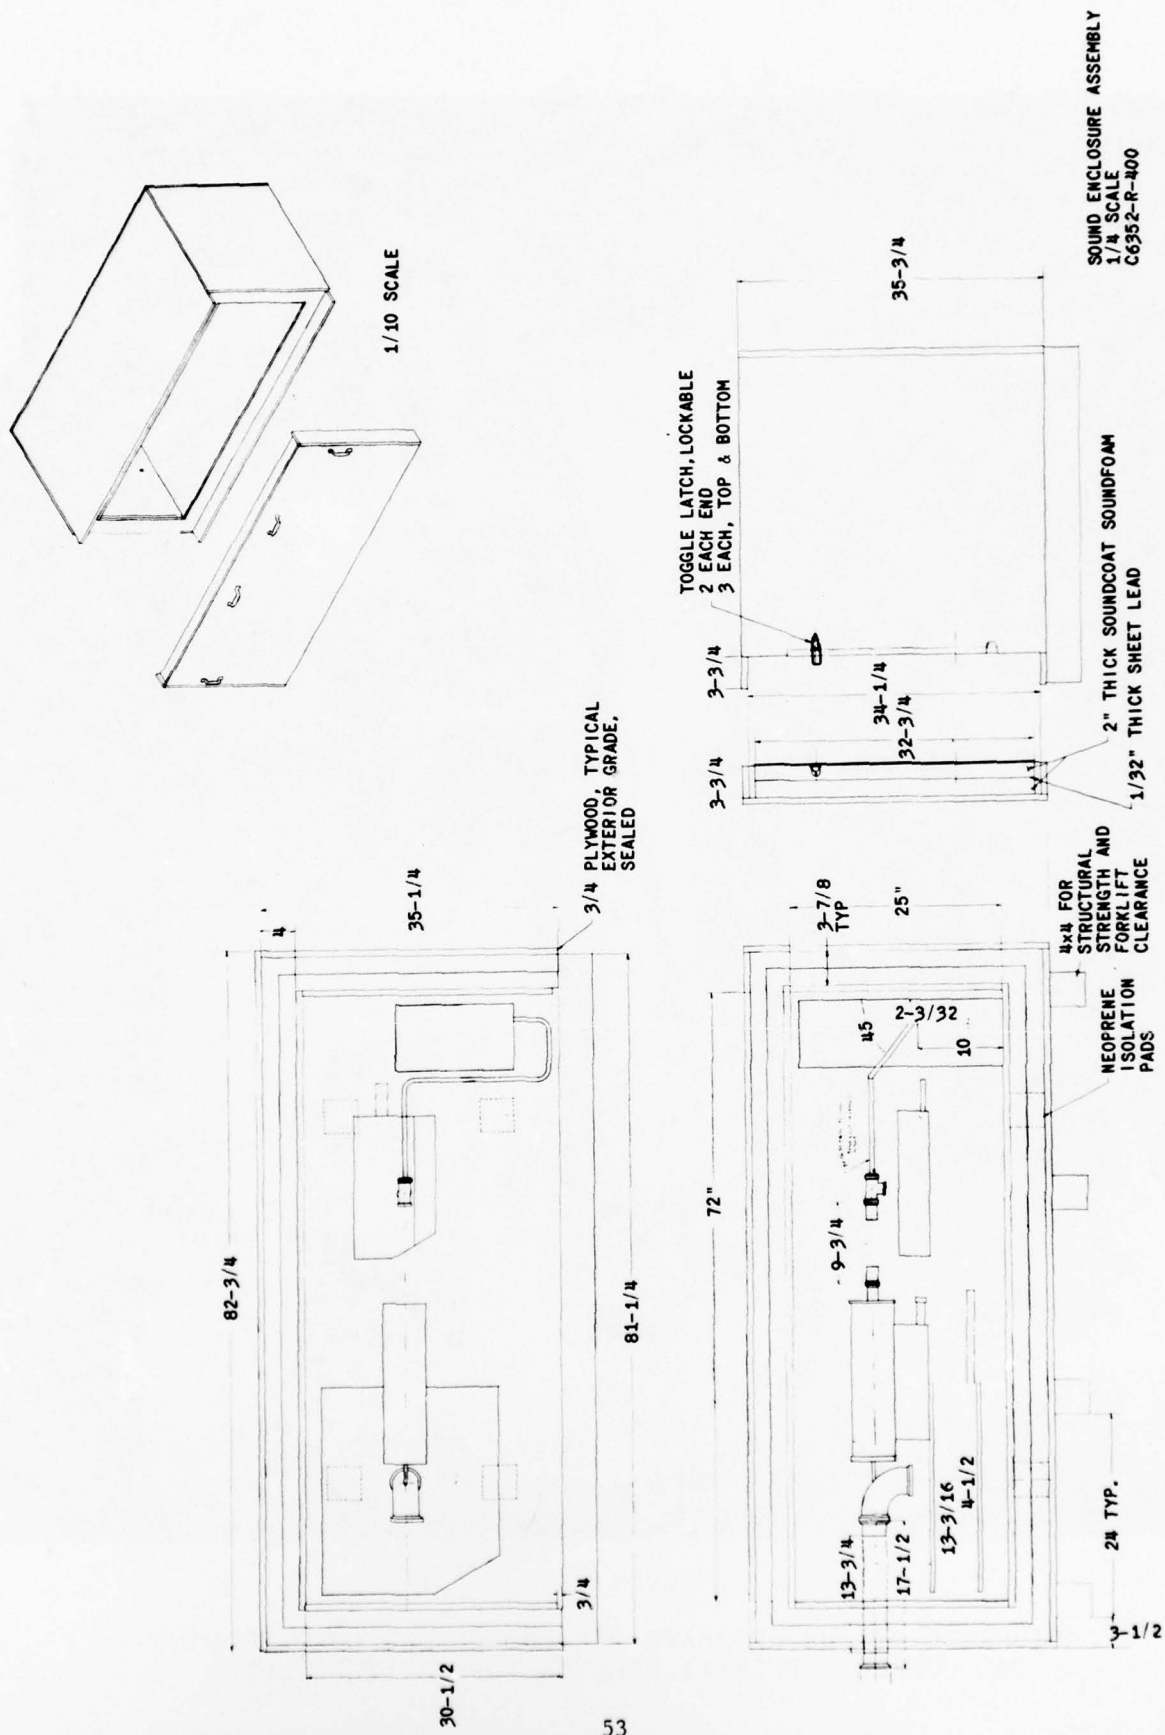 1/10 SCALE
82-3/4
4
35-1/4
3/4 PLYWOOD, TYPICAL
EXTERIOR GRADE,
SEALED
30-1/2
3/4
81-1/4
TOGGLE LATCH,LOCKABLE
2 EACH END
3 EACH, TOP & BOTTOM
3-3/4
3-3/4
34-1/4
32-3/4
35-3/4
2" THICK SOUNDCOAT SOUNDFOAM
1/32" THICK SHEET LEAD
72"
3-7/8
TYP
25"
9-3/4
45
2-3/32
10
13-3/4
17-1/2
13-3/16
4-1/2
24 TYP.
3-1/2
4x4 FOR
STRUCTURAL
STRENGTH AND
FORKLIFT
CLEARANCE
NEOPRENE
ISOLATION
PADS
SOUND ENCLOSURE ASSEMBLY
1/4 SCALE
C6352-R-400
53